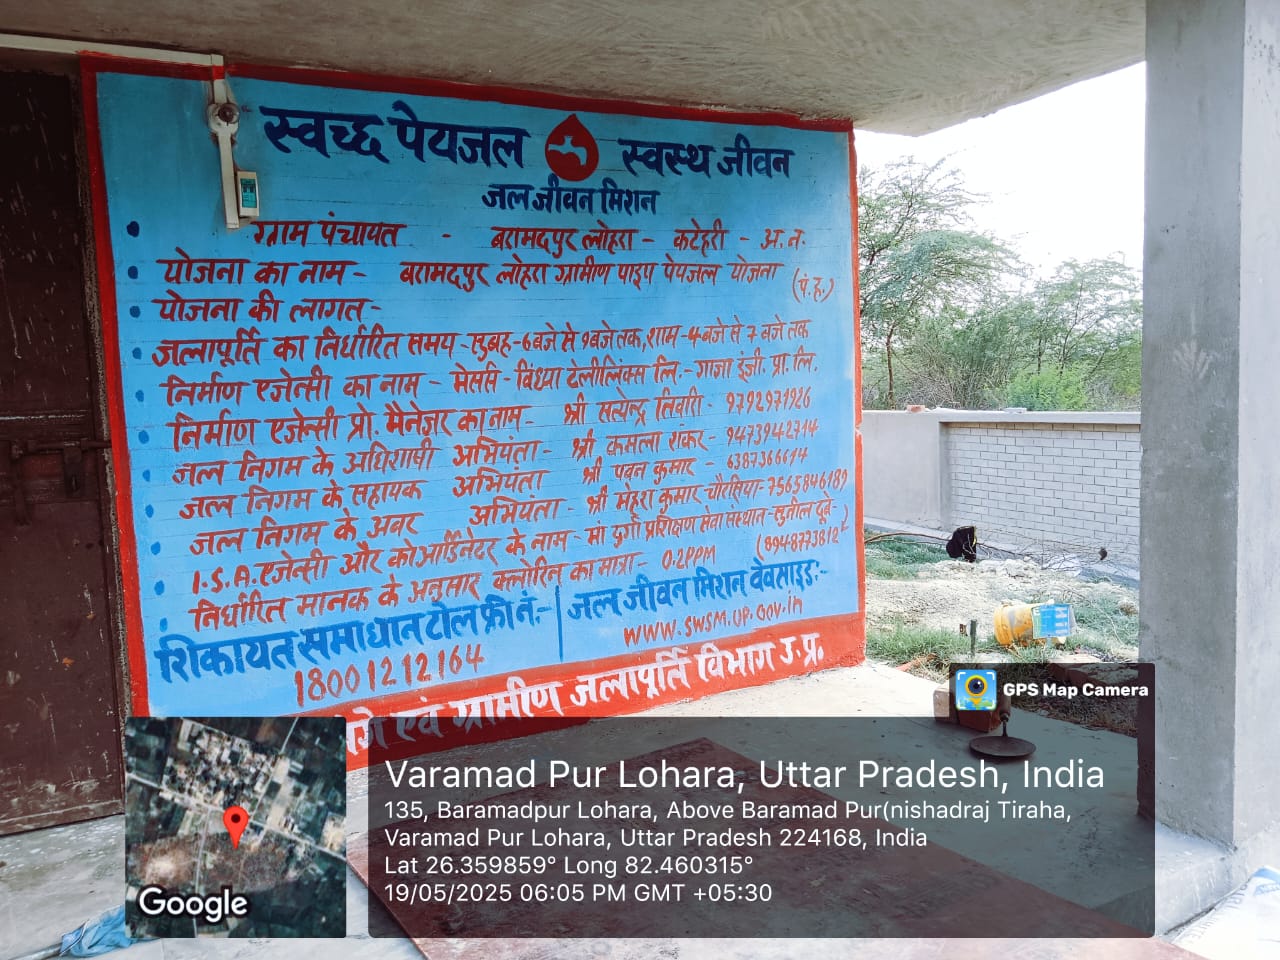 स्वच्छ पेयजल स्वस्थ जीवन
जल जीवन मिशन
ग्राम पंचायत - बरामदपुर लोहरा - कटेहरी - अ. न.
योजना का नाम - बरामदपुर लोहरा ग्रामीण पाइप पेयजल योजना (पं.ह.)
योजना की लागत -
जलापूर्ति का निर्धारित समय - सुबह - 6 बजे से 9 बजे तक, शाम - 4 बजे से 7 बजे तक
निर्माण एजेन्सी का नाम - मेसर्स - विंध्या टेलीलिंक्स लि. - गाजा इंजी. प्रा. लि.
निर्माण एजेन्सी प्रो. मैनेजर का नाम - श्री सत्येन्द्र तिवारी - 9792971926
जल निगम के अधिशाषी अभियंता - श्री कमला शंकर - 9473942714
जल निगम के सहायक अभियंता श्री पवन कुमार - 6387366614
जल निगम के अवर अभियंता - श्री महेश कुमार चौरसिया - 7565846189
I.S.A. एजेन्सी और कोआर्डिनेटर के नाम - मां दुर्गा प्रशिक्षण सेवा संस्थान - सुनील दूबे - (8948773812)
निर्धारित मानक के अनुसार क्लोरिन का मात्रा - 0.2PPM
शिकायत समाधान टोल फ्री नं. :- जल जीवन मिशन वेवसाइड :-
18001212164 WWW.SWSM.UP.GOV.in
एवं ग्रामीण जलापूर्ति विभाग उ.प्र.
GPS Map Camera
Varamad Pur Lohara, Uttar Pradesh, India
135, Baramadpur Lohara, Above Baramad Pur(nishadraj Tiraha,
Varamad Pur Lohara, Uttar Pradesh 224168, India
Lat 26.359859° Long 82.460315°
19/05/2025 06:05 PM GMT +05:30
Google